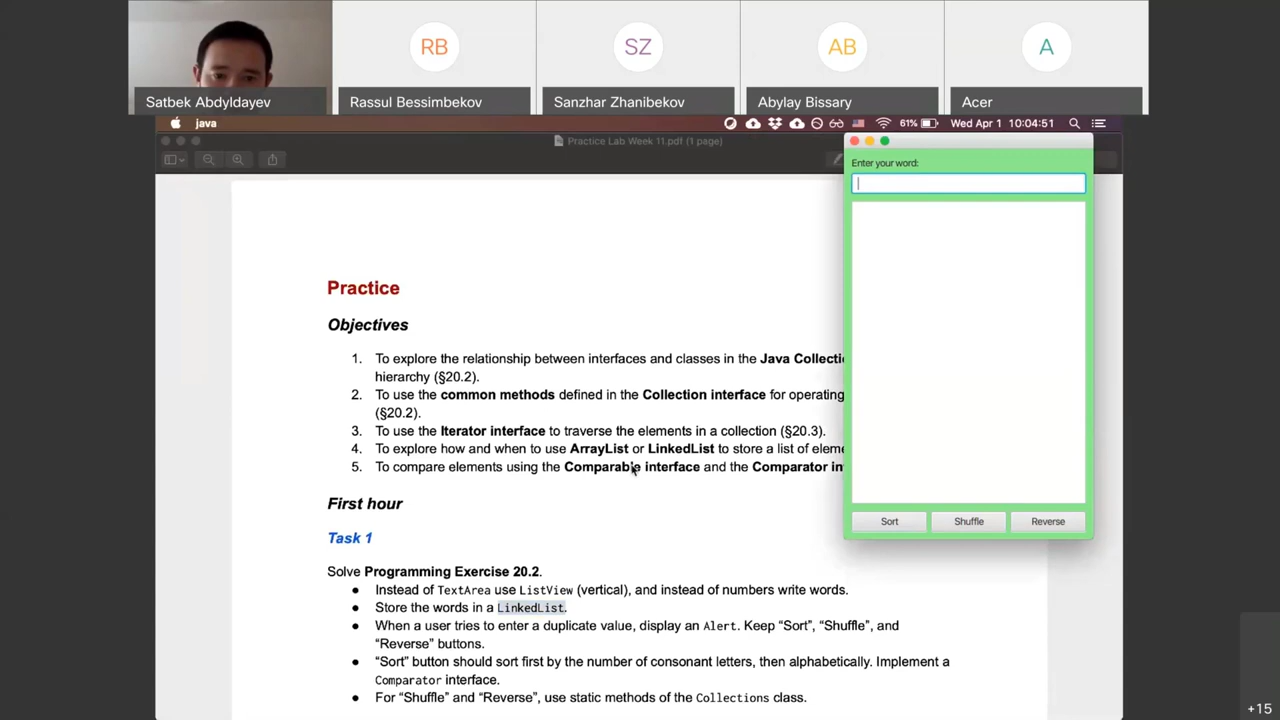 RB
SZ
AB
A
Satbek Abdyldayev
Rassul Bessimbekov
Sanzhar Zhanibekov
Abylay Bissary
Acer
java
61%
Wed Apr 1 10:04:51
Practice Lab Week 11.pdf (1 page)
Enter your word:
Practice
Objectives
1. To explore the relationship between interfaces and classes in the Java Collectio
hierarchy (§20.2).
2. To use the common methods defined in the Collection interface for operating
(§20.2).
3. To use the Iterator interface to traverse the elements in a collection (§20.3).
4. To explore how and when to use ArrayList or LinkedList to store a list of eleme
5. To compare elements using the Comparable interface and the Comparator in
First hour
Sort
Shuffle
Reverse
Task 1
Solve Programming Exercise 20.2.
● Instead of TextArea use ListView (vertical), and instead of numbers write words.
● Store the words in a LinkedList.
● When a user tries to enter a duplicate value, display an Alert. Keep “Sort”, “Shuffle”, and
“Reverse” buttons.
● “Sort” button should sort first by the number of consonant letters, then alphabetically. Implement a
Comparator interface.
● For “Shuffle” and “Reverse”, use static methods of the Collections class.
+15